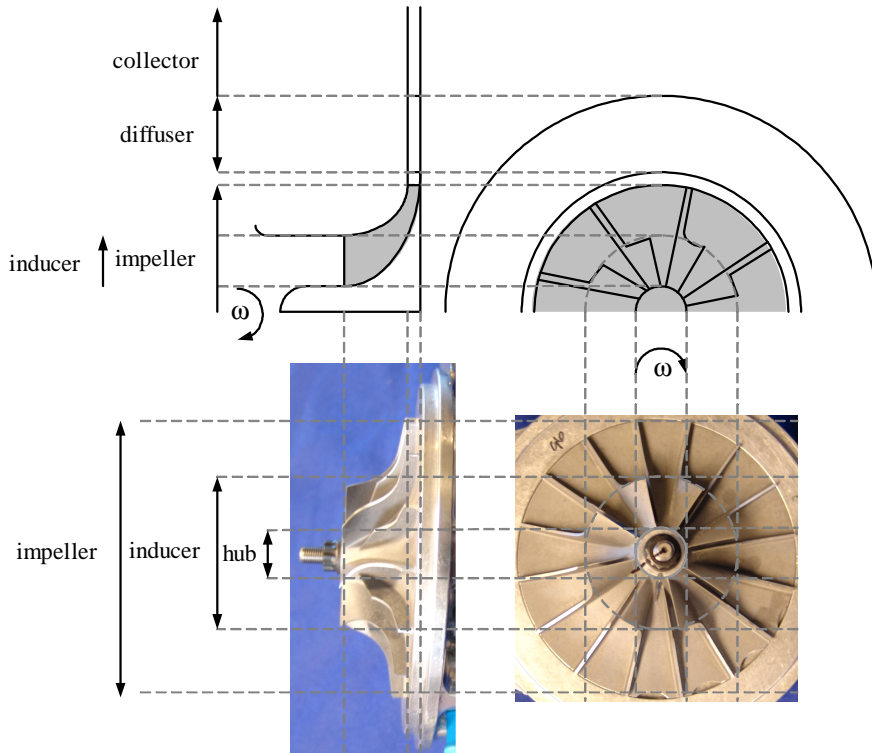 collector
diffuser
inducer
impeller
ω
ω
impeller
inducer
hub